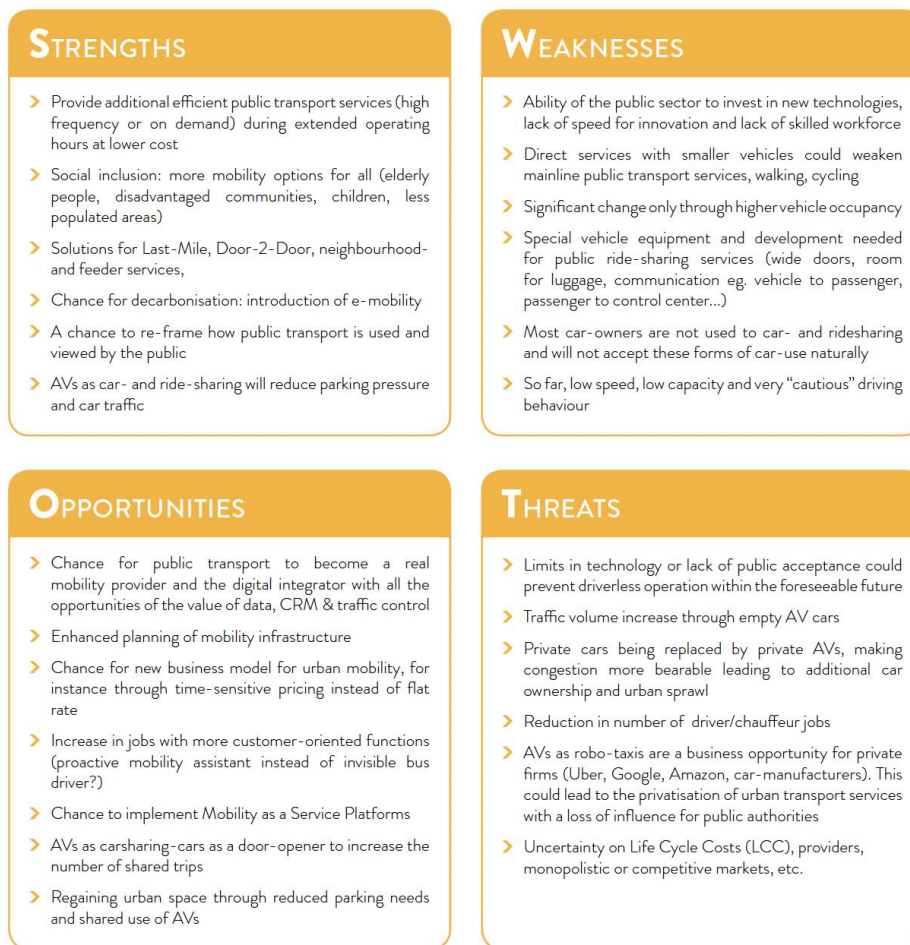 STRENGTHS
Provide additional efficient public transport services (high
frequency or on demand) during extended operating
hours at lower cost
Social inclusion: more mobility options for all (elderly
people, disadvantaged communities, children, less
populated areas)
Solutions for Last-Mile, Door-2-Door, neighbourhood-
and feeder services,
Chance for decarbonisation: introduction of e-mobility
A chance to re-frame how public transport is used and
viewed by the public
AVs as car- and ride-sharing will reduce parking pressure
and car traffic
WEAKNESSES
Ability of the public sector to invest in new technologies,
lack of speed for innovation and lack of skilled workforce
Direct services with smaller vehicles could weaken
mainline public transport services, walking, cycling
Significant change only through higher vehicle occupancy
Special vehicle equipment and development needed
for public ride-sharing services (wide doors, room
for luggage, communication eg. vehicle to passenger,
passenger to control center...)
Most car-owners are not used to car- and ridesharing
and will not accept these forms of car-use naturally
So far, low speed, low capacity and very “cautious” driving
behaviour
OPPORTUNITIES
Chance for public transport to become a real
mobility provider and the digital integrator with all the
opportunities of the value of data, CRM & traffic control
Enhanced planning of mobility infrastructure
Chance for new business model for urban mobility, for
instance through time-sensitive pricing instead of flat
rate
Increase in jobs with more customer-oriented functions
(proactive mobility assistant instead of invisible bus
driver?)
Chance to implement Mobility as a Service Platforms
AVs as carsharing-cars as a door-opener to increase the
number of shared trips
Regaining urban space through reduced parking needs
and shared use of AVs
THREATS
Limits in technology or lack of public acceptance could
prevent driverless operation within the foreseeable future
Traffic volume increase through empty AV cars
Private cars being replaced by private AVs, making
congestion more bearable leading to additional car
ownership and urban sprawl
Reduction in number of driver/chauffeur jobs
AVs as robo-taxis are a business opportunity for private
firms (Uber, Google, Amazon, car-manufacturers). This
could lead to the privatisation of urban transport services
with a loss of influence for public authorities
Uncertainty on Life Cycle Costs (LCC), providers,
monopolistic or competitive markets, etc.